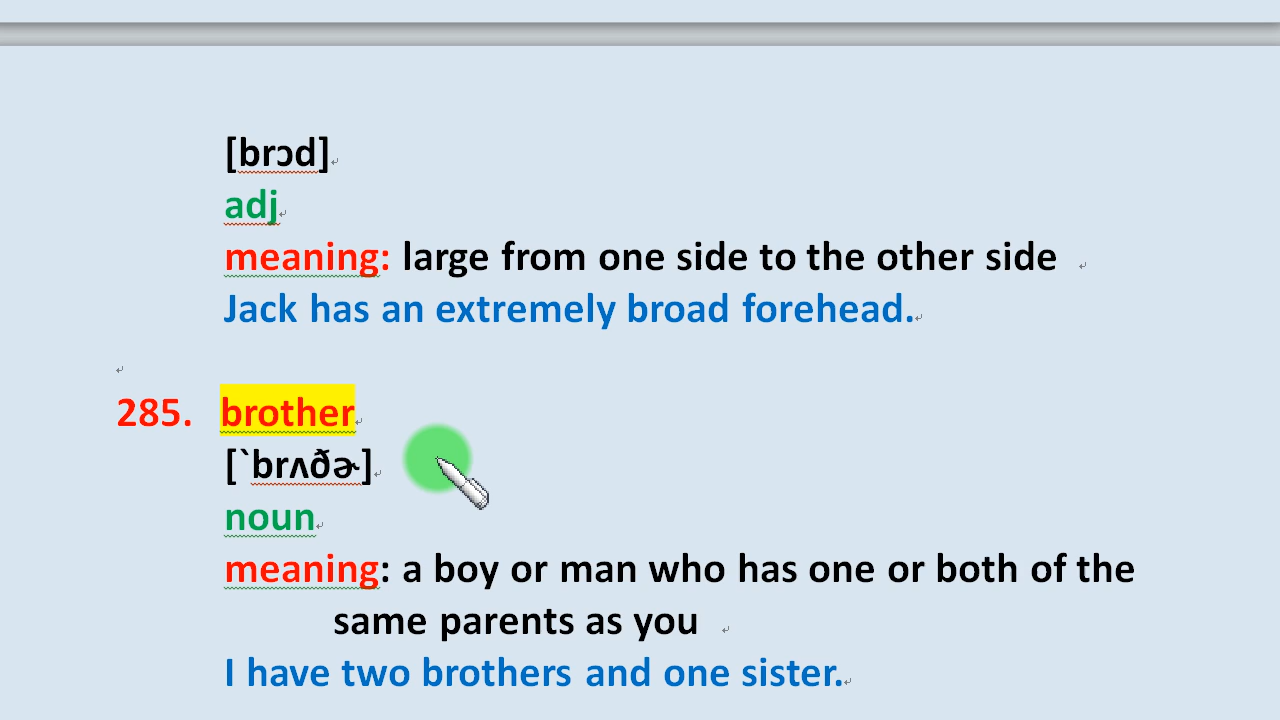 [brɔd]
adj
meaning: large from one side to the other side
Jack has an extremely broad forehead.
285. brother
[ˋbrʌðɚ]
noun
meaning: a boy or man who has one or both of the
same parents as you
I have two brothers and one sister.